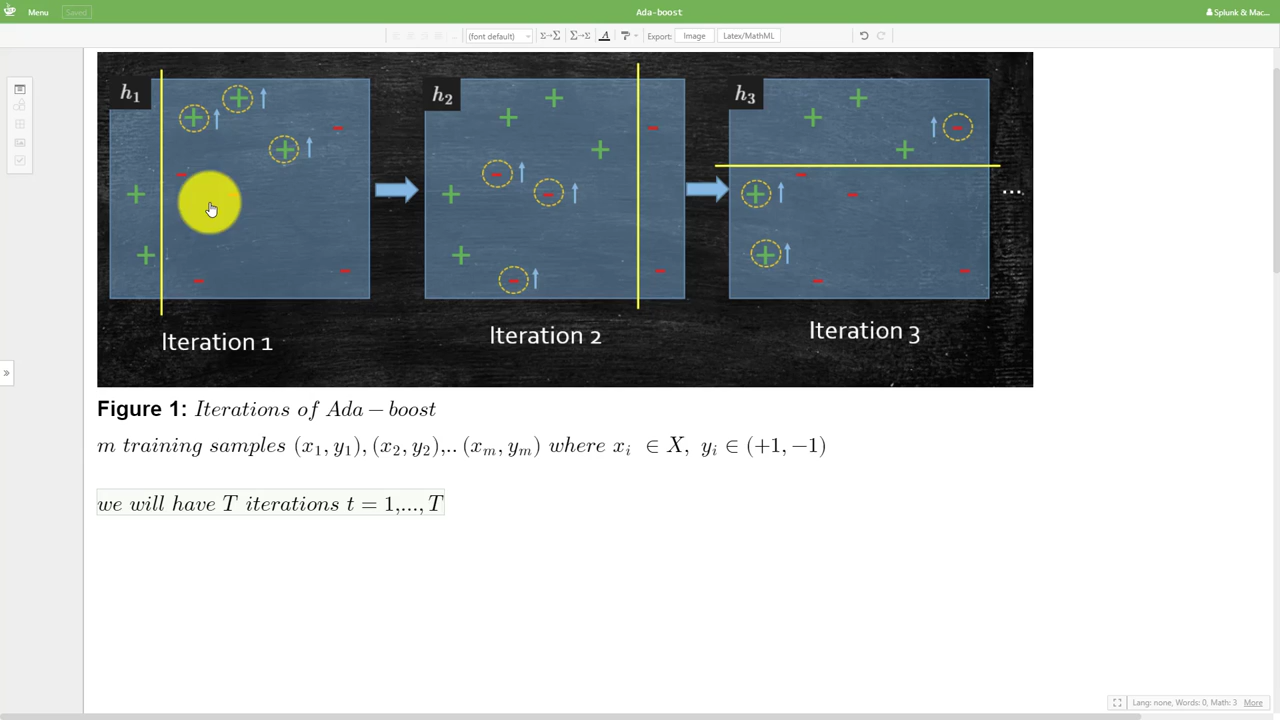 Menu
Saved
Ada-boost
Splunk & Mac...
(font default)
Σ→Σ
Σ→Σ
A
Export:
Image
Latex/MathML
h₁
h₂
h₃
...
Iteration 1
Iteration 2
Iteration 3
Figure 1: Iterations of Ada − boost
m training samples (x₁, y₁), (x₂, y₂),.. (xₘ, yₘ) where xᵢ ∈ X, yᵢ ∈ (+1, −1)
we will have T iterations t = 1,..., T
Lang: none, Words: 0, Math: 3 More